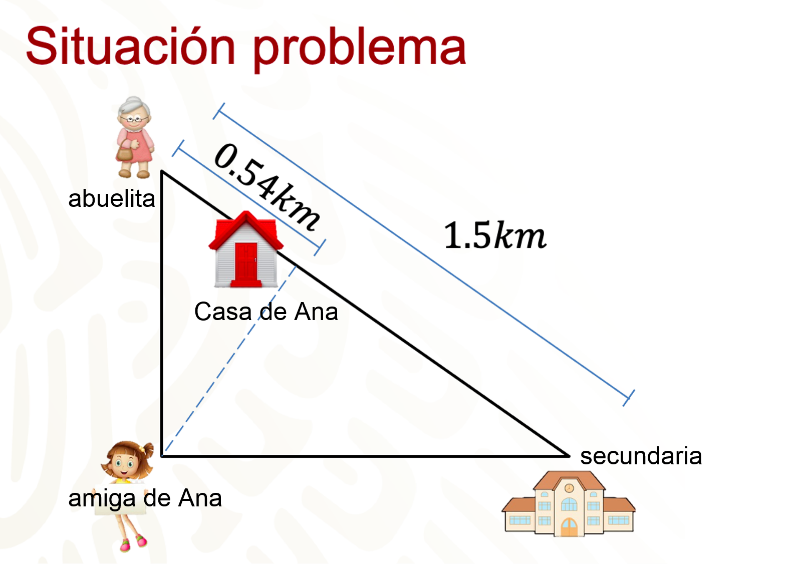 Situación problema
abuelita
0.54km
1.5km
Casa de Ana
secundaria
amiga de Ana